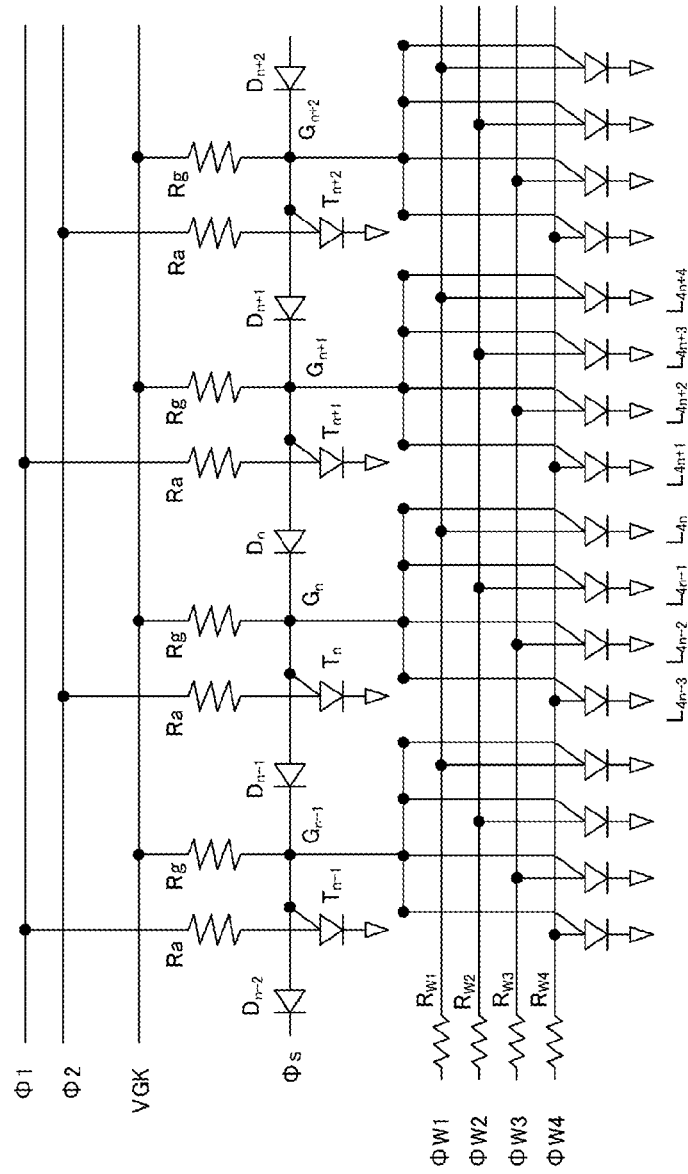 Φ1
Φ2
VGK
Φs
Ra
Rg
Ra
Rg
Ra
Rg
Ra
Rg
Dn−2
Tn−1
Gn−1
Dn−1
Tn
Gn
Dn
Tn+1
Gn+1
Dn+1
Tn+2
Gn+2
Dn+2
ΦW1
RW1
ΦW2
RW2
ΦW3
RW3
ΦW4
RW4
L4n−3
L4n−2
L4n−1
L4n
L4n+1
L4n+2
L4n+3
L4n+4